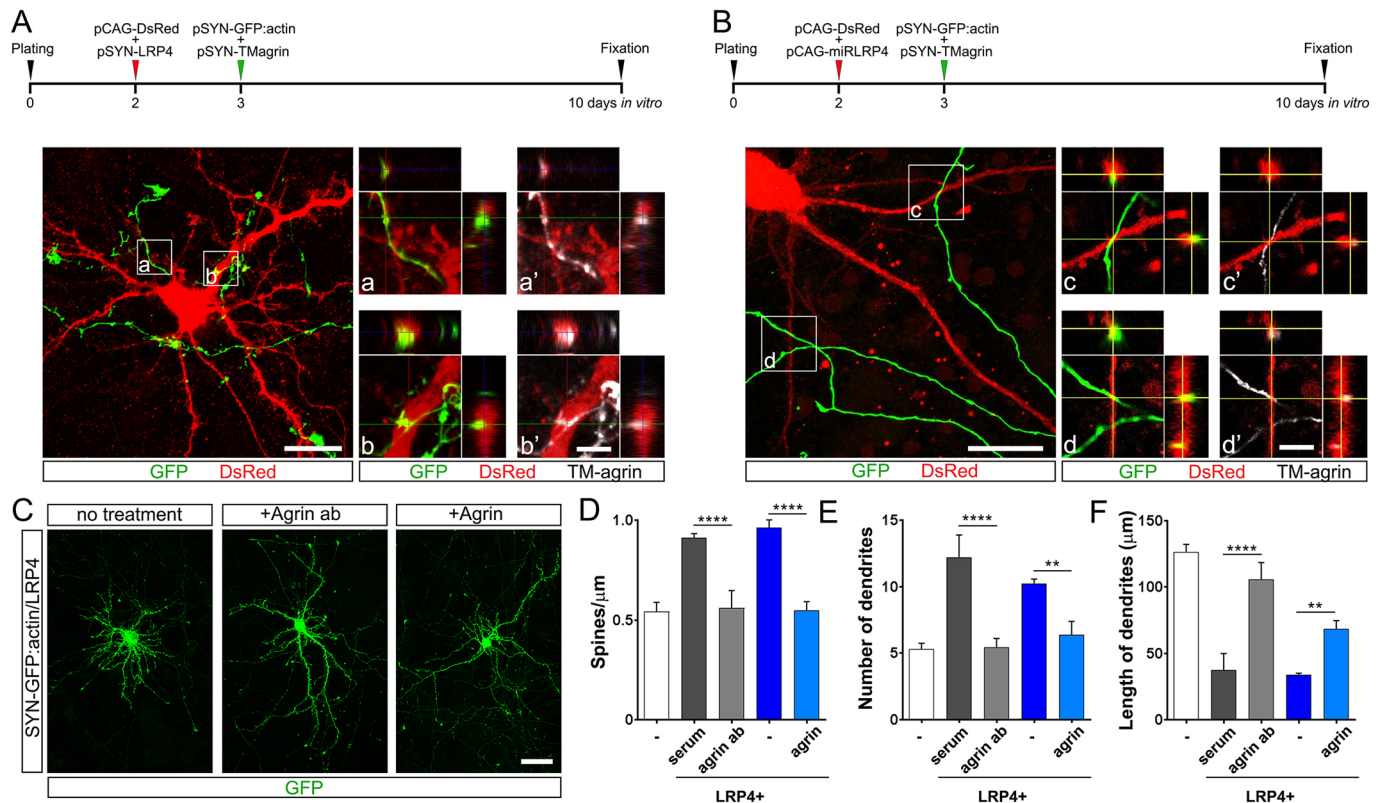 A
pCAG-DsRed
+
pSYN-LRP4
pSYN-GFP:actin
+
pSYN-TMagrin
Plating
Fixation
0
2
3
10 days in vitro
a
b
a
a'
b
b'
GFP DsRed
GFP DsRed TM-agrin
B
pCAG-DsRed
+
pCAG-miRLRP4
pSYN-GFP:actin
+
pSYN-TMagrin
Plating
Fixation
0
2
3
10 days in vitro
c
d
c
c'
d
d'
GFP DsRed
GFP DsRed TM-agrin
C
no treatment
+Agrin ab
+Agrin
SYN-GFP:actin/LRP4
GFP
D
Spines/μm
1.0
0.5
0
****
****
-
serum
agrin ab
-
agrin
LRP4+
E
Number of dendrites
15
10
5
0
****
**
-
serum
agrin ab
-
agrin
LRP4+
F
Length of dendrites (μm)
150
100
50
0
****
**
-
serum
agrin ab
-
agrin
LRP4+